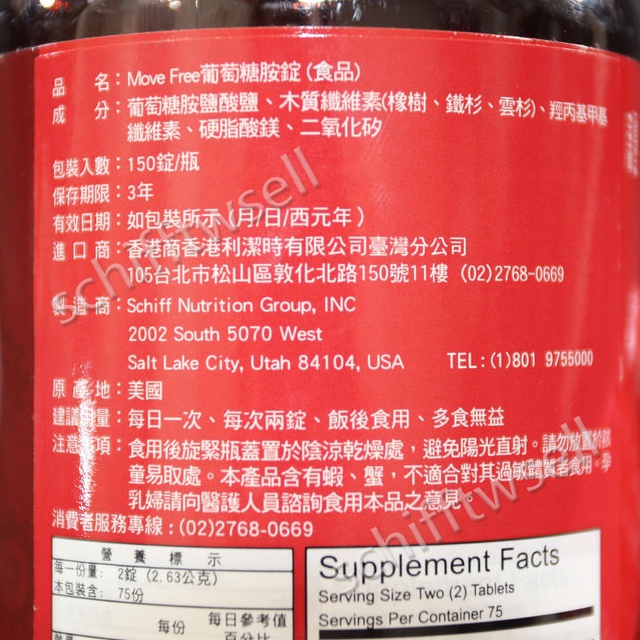 品 名：Move Free葡萄糖胺錠 (食品)
成 分：葡萄糖胺鹽酸鹽、木質纖維素(橡樹、鐵杉、雲杉)、羥丙基甲基
纖維素、硬脂酸鎂、二氧化矽
包裝入數：150錠/瓶
保存期限：3年
有效日期：如包裝所示 (月/日/西元年)
進 口 商：香港商香港利潔時有限公司臺灣分公司
105台北市松山區敦化北路150號11樓 (02)2768-0669
製 造 商：Schiff Nutrition Group, INC
2002 South 5070 West
Salt Lake City, Utah 84104, USA TEL：(1)801 9755000
原 產 地：美國
建議用量：每日一次、每次兩錠、飯後食用、多食無益
注意事項：食用後旋緊瓶蓋置於陰涼乾燥處，避免陽光直射。請勿放置於孩
童易取處。本產品含有蝦、蟹，不適合對其過敏體質者食用。孕
乳婦請向醫護人員諮詢食用本品之意見。
消費者服務專線：(02)2768-0669
營 養 標 示
每一份量： 2錠 (2.63公克)
本包裝含： 75份
每份 每日參考值
百分比
Supplement Facts
Serving Size Two (2) Tablets
Servings Per Container 75
schifftwsell
schifftwsell